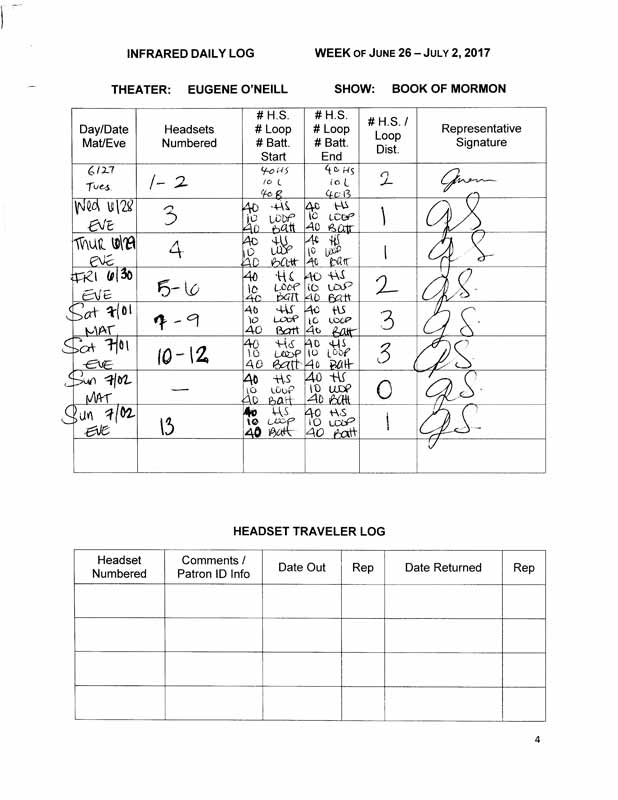 INFRARED DAILY LOG WEEK OF JUNE 26 – JULY 2, 2017
THEATER: EUGENE O'NEILL SHOW: BOOK OF MORMON
Day/Date Mat/Eve Headsets Numbered # H.S. # Loop # Batt. Start # H.S. # Loop # Batt. End # H.S. / Loop Dist. Representative Signature
6/27 Tues 1-2 40 HS 10 L 40 B 40 HS 10 L 40 B 2
Wed 6/28 EVE 3 40 HS 10 LOOP 40 Batt 40 HS 10 LOOP 40 Batt 1 GS.
THUR 6/29 EVE 4 40 HS 10 LOOP 40 Batt 40 HS 10 LOOP 40 Batt 1 GS.
FRI 6/30 EVE 5-6 40 HS 10 LOOP 40 Batt 40 HS 10 LOOP 40 Batt 2 GS.
Sat 7/01 MAT 7-9 40 HS 10 LOOP 40 Batt 40 HS 10 LOOP 40 Batt 3 GS.
Sat 7/01 EVE 10-12 40 HS 10 LOOP 40 Batt 40 HS 10 LOOP 40 Batt 3 GS.
Sun 7/02 MAT — 40 HS 10 LOOP 40 Batt 40 HS 10 LOOP 40 Batt 0 GS.
Sun 7/02 EVE 13 40 HS 10 LOOP 40 Batt 40 HS 10 LOOP 40 Batt 1 GS.
HEADSET TRAVELER LOG
Headset Numbered Comments / Patron ID Info Date Out Rep Date Returned Rep
4